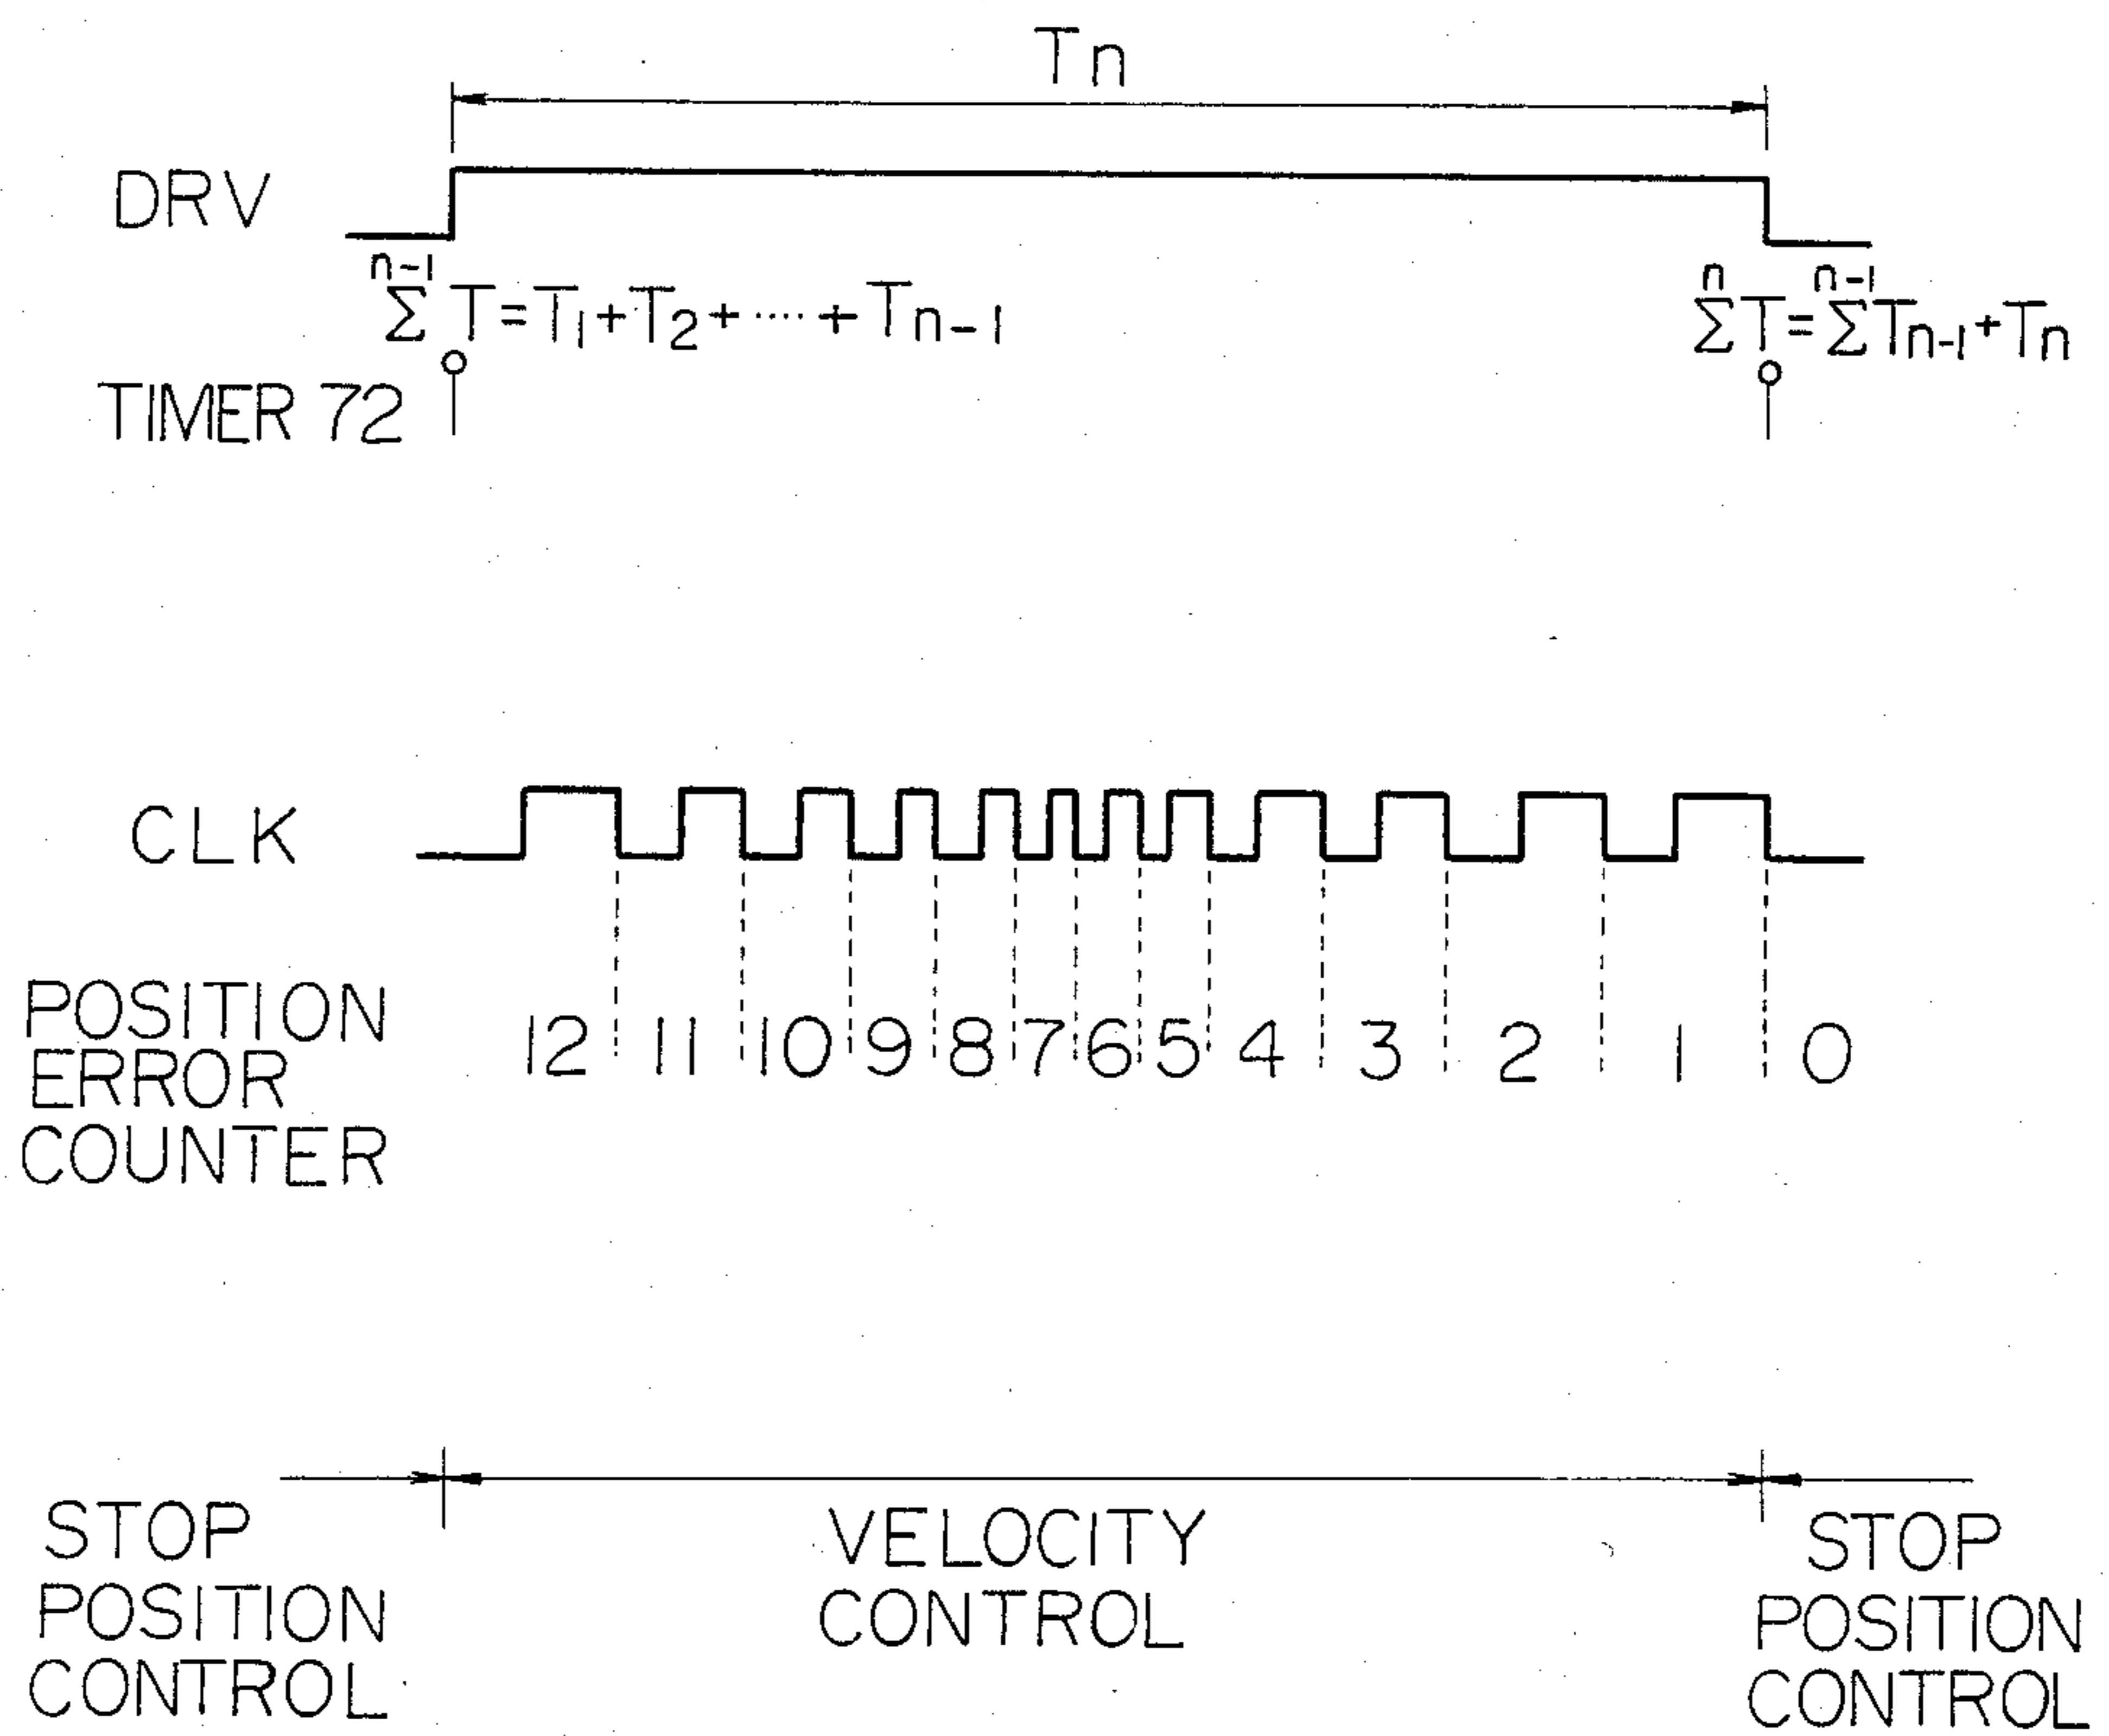 Tn
DRV
n-1
Σ T=T1+T2+····+Tn-1
n n-1
Σ T=ΣTn-1+Tn
TIMER 72
CLK
POSITION
ERROR
COUNTER
12 11 10 9 8 7 6 5 4 3 2 1 0
STOP
POSITION
CONTROL
VELOCITY
CONTROL
STOP
POSITION
CONTROL